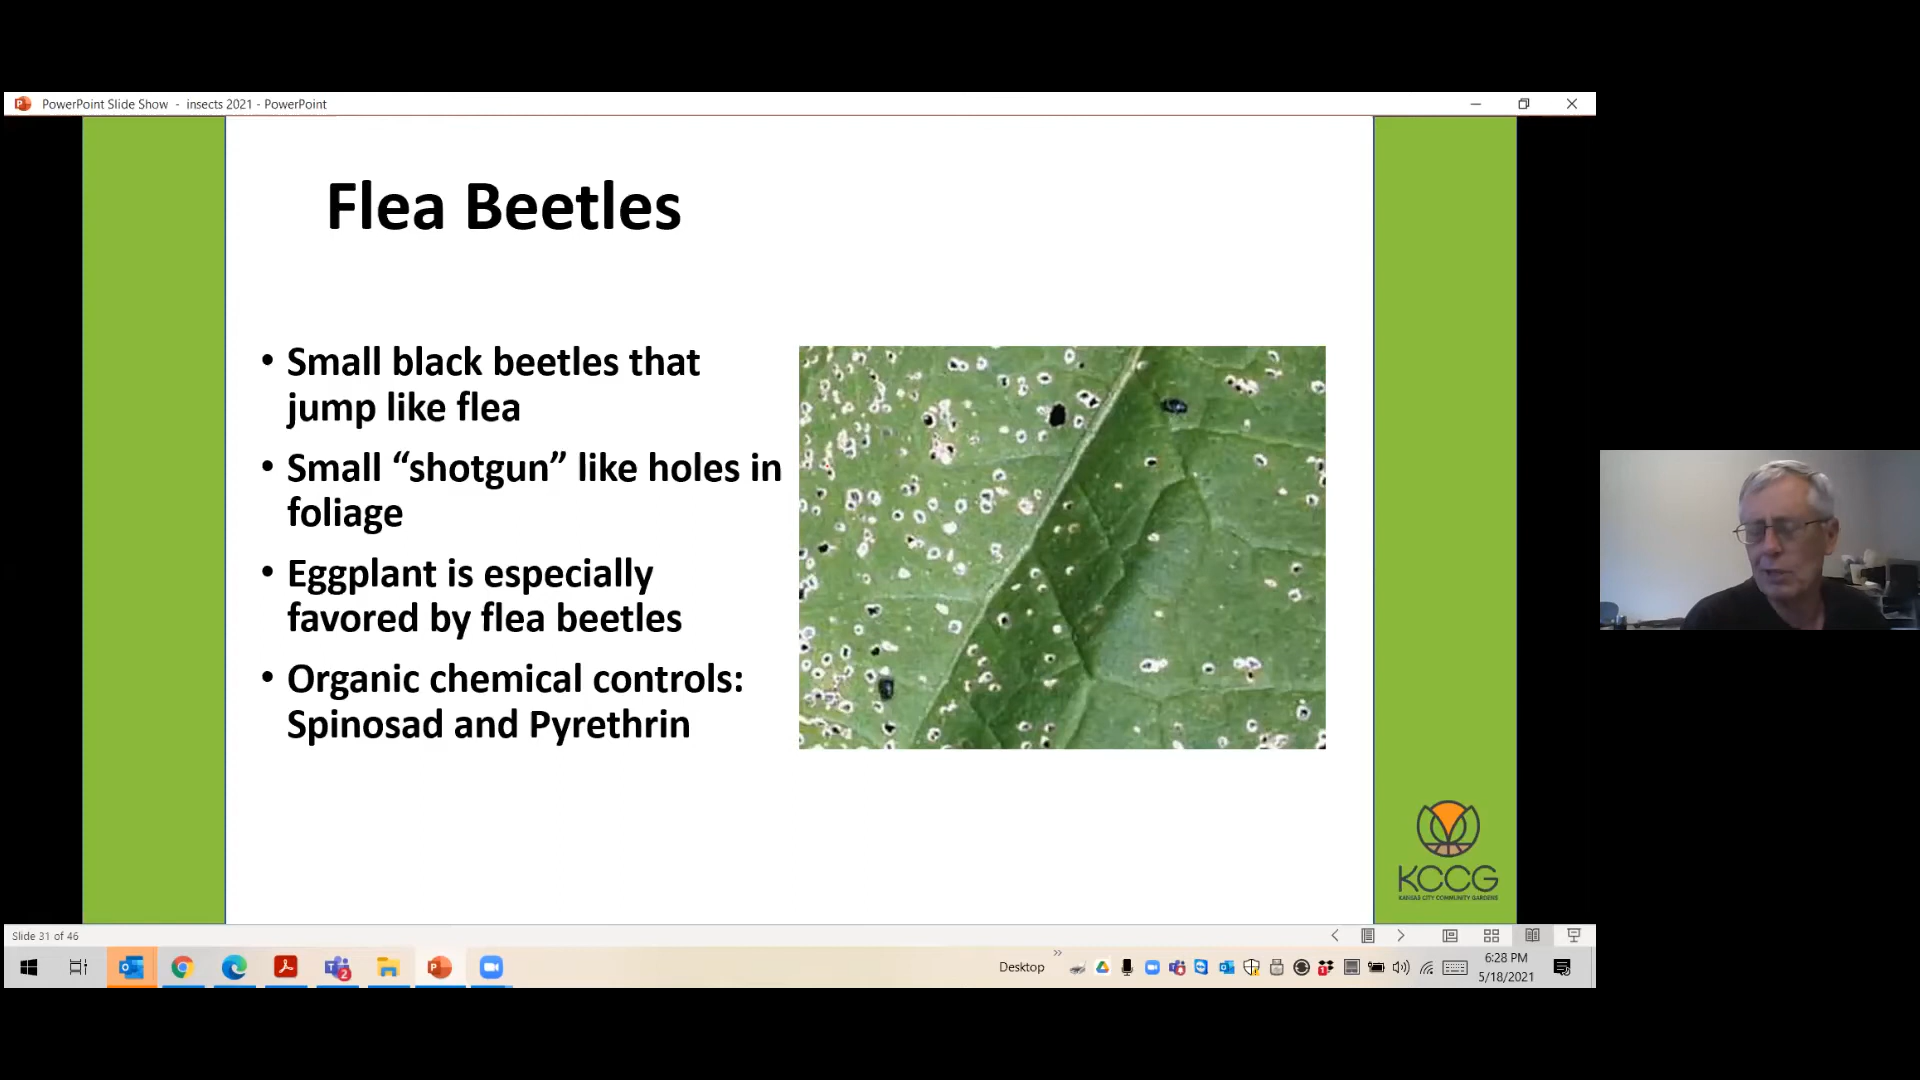 PowerPoint Slide Show - insects 2021 - PowerPoint
Flea Beetles
• Small black beetles that
jump like flea
• Small “shotgun” like holes in
foliage
• Eggplant is especially
favored by flea beetles
• Organic chemical controls:
Spinosad and Pyrethrin
KCCG
KANSAS CITY COMMUNITY GARDENS
Slide 31 of 46
Desktop
6:28 PM
5/18/2021
2